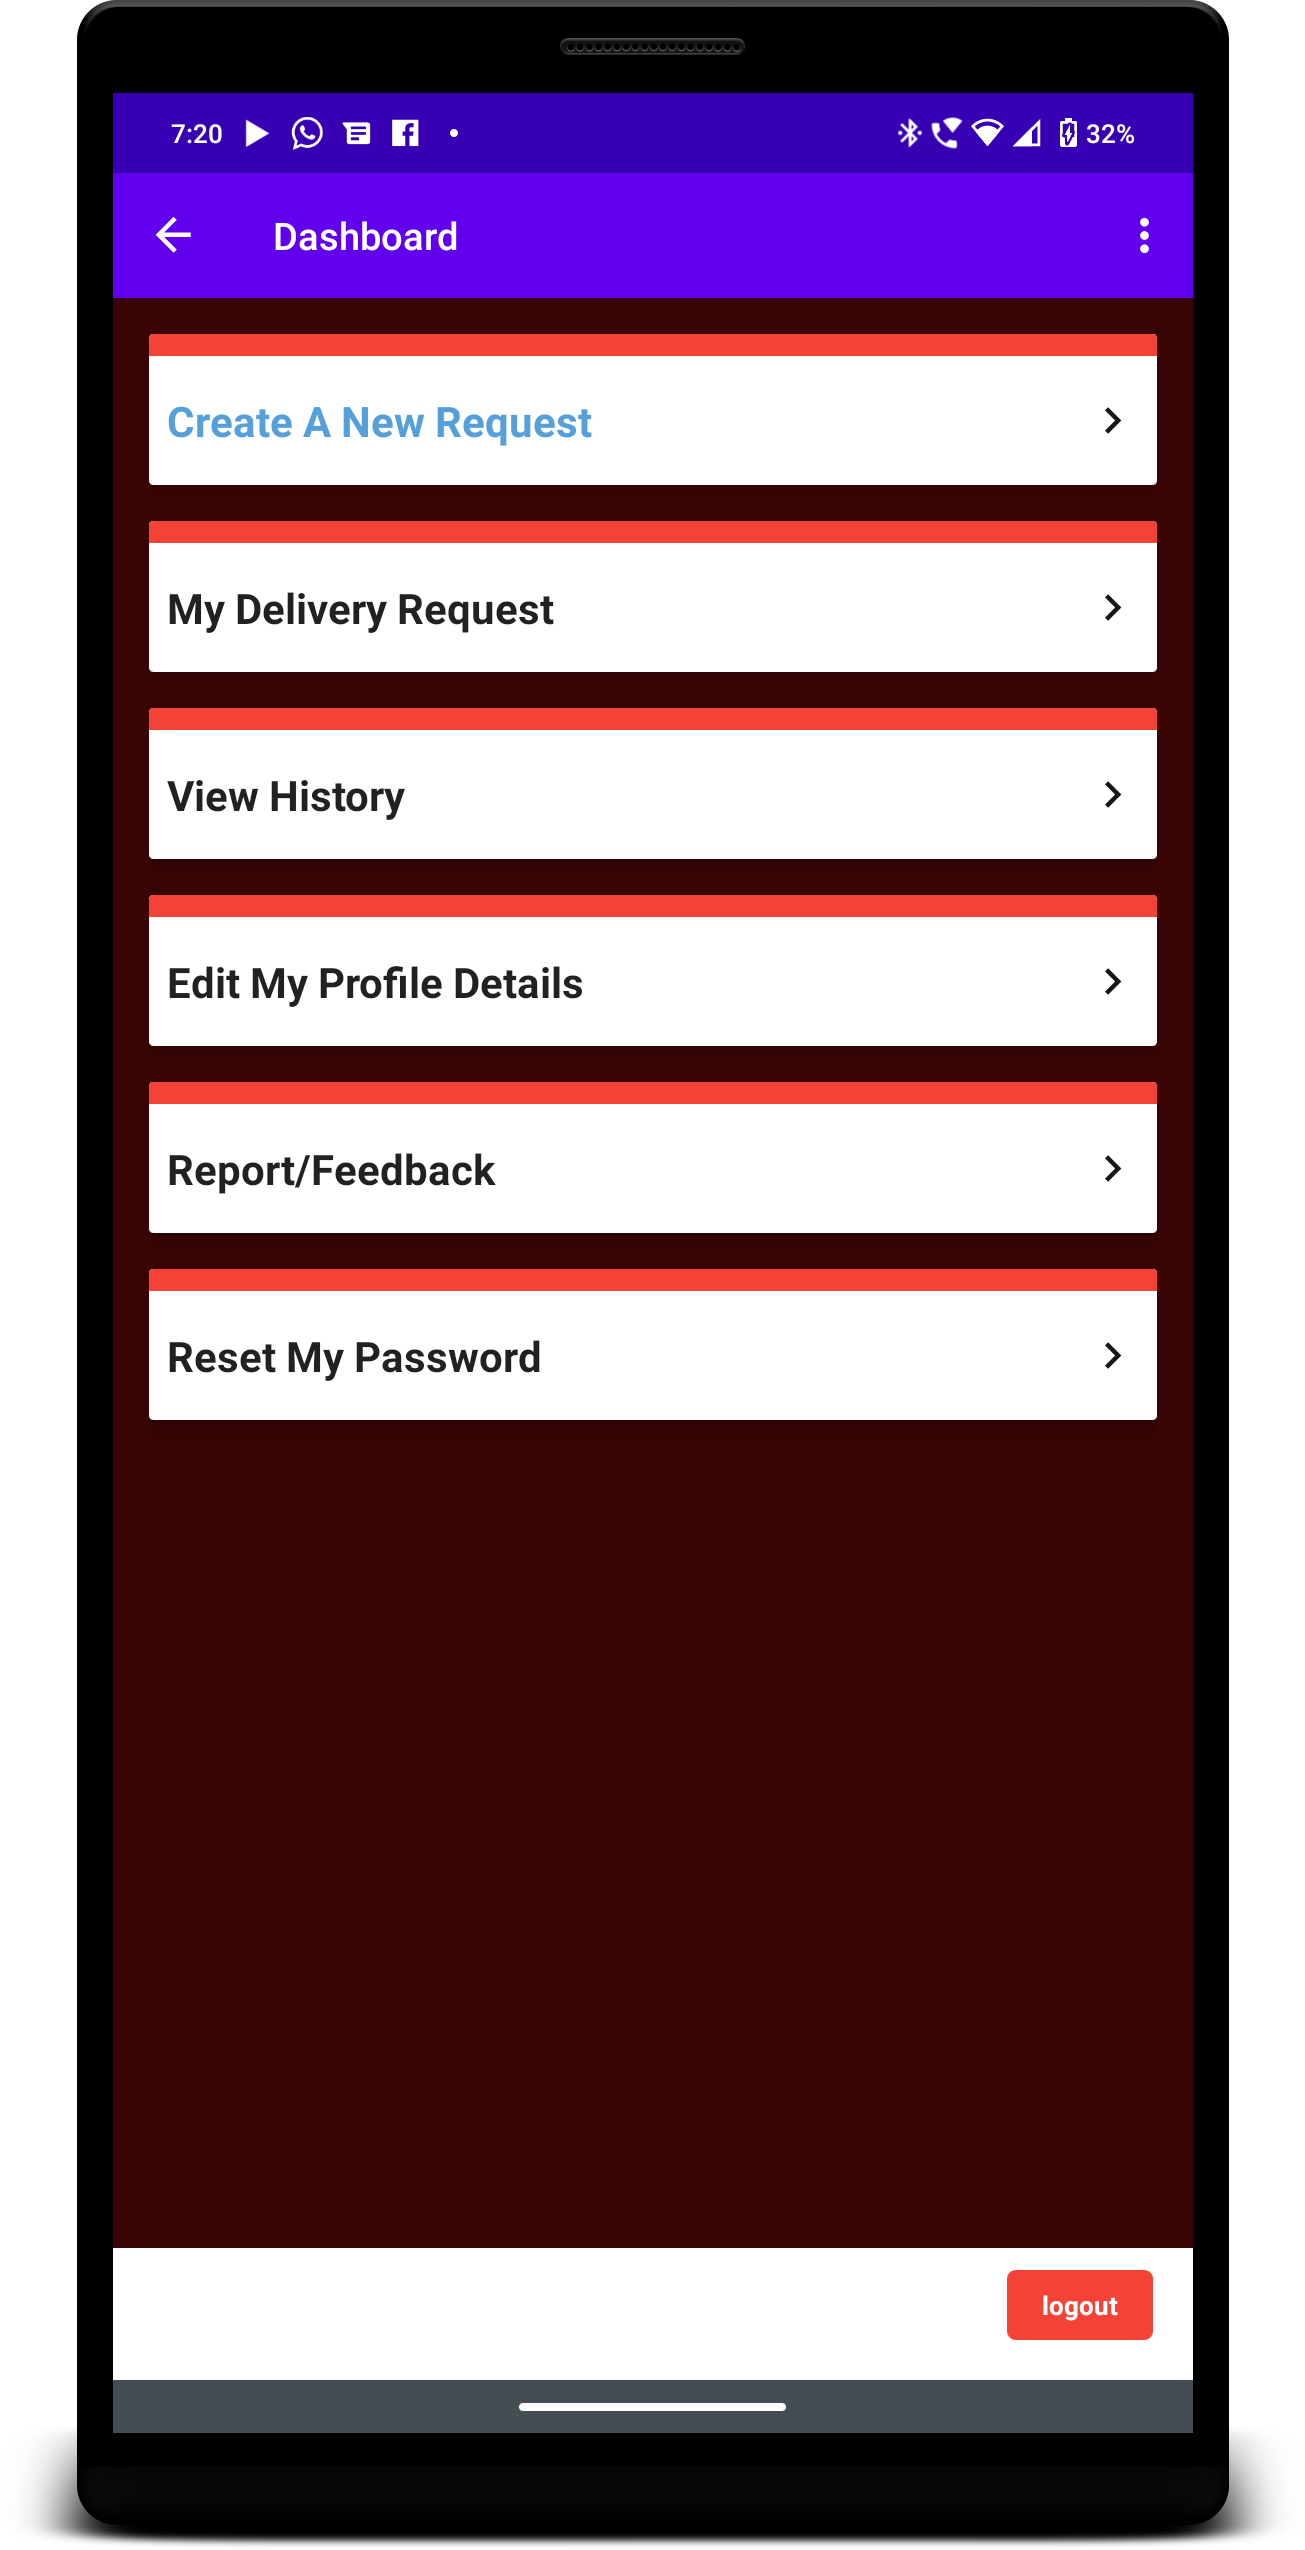 7:20
32%
Dashboard
Create A New Request
My Delivery Request
View History
Edit My Profile Details
Report/Feedback
Reset My Password
logout